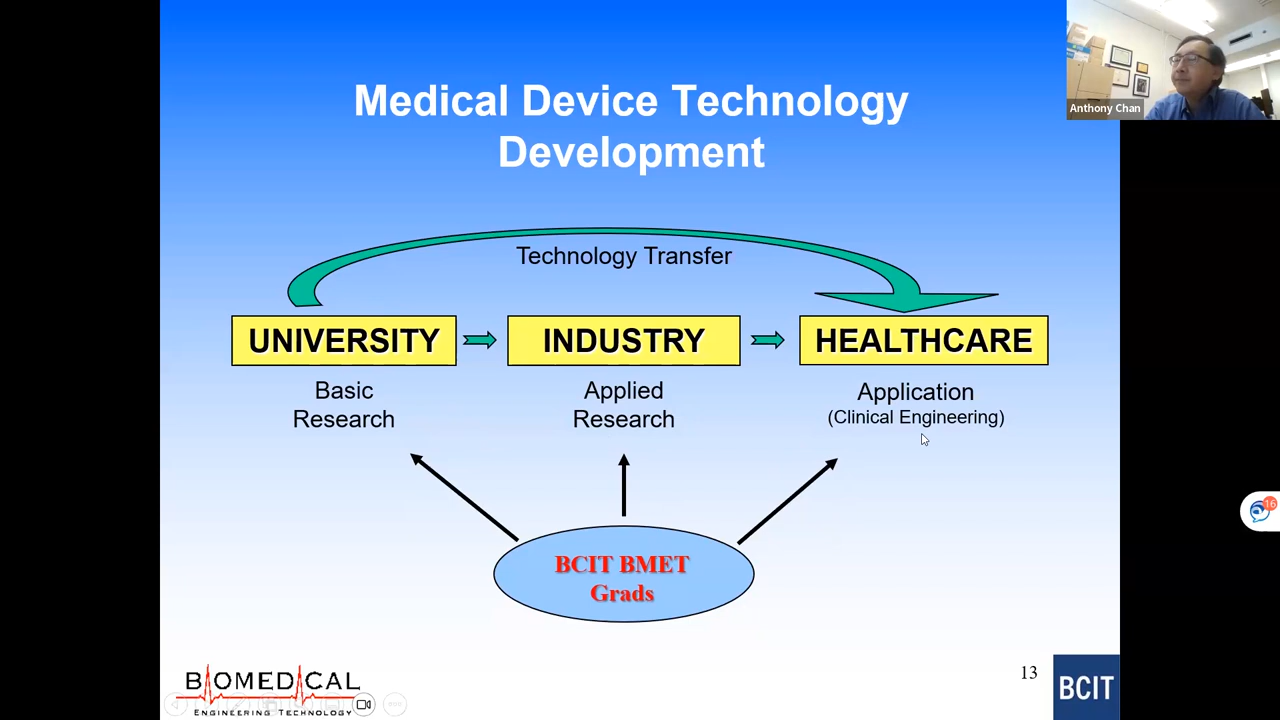 Medical Device Technology
Development
Anthony Chan
Technology Transfer
UNIVERSITY
INDUSTRY
HEALTHCARE
Basic
Research
Applied
Research
Application
(Clinical Engineering)
BCIT BMET
Grads
BIOMEDICAL
ENGINEERING TECHNOLOGY
13
BCIT
16